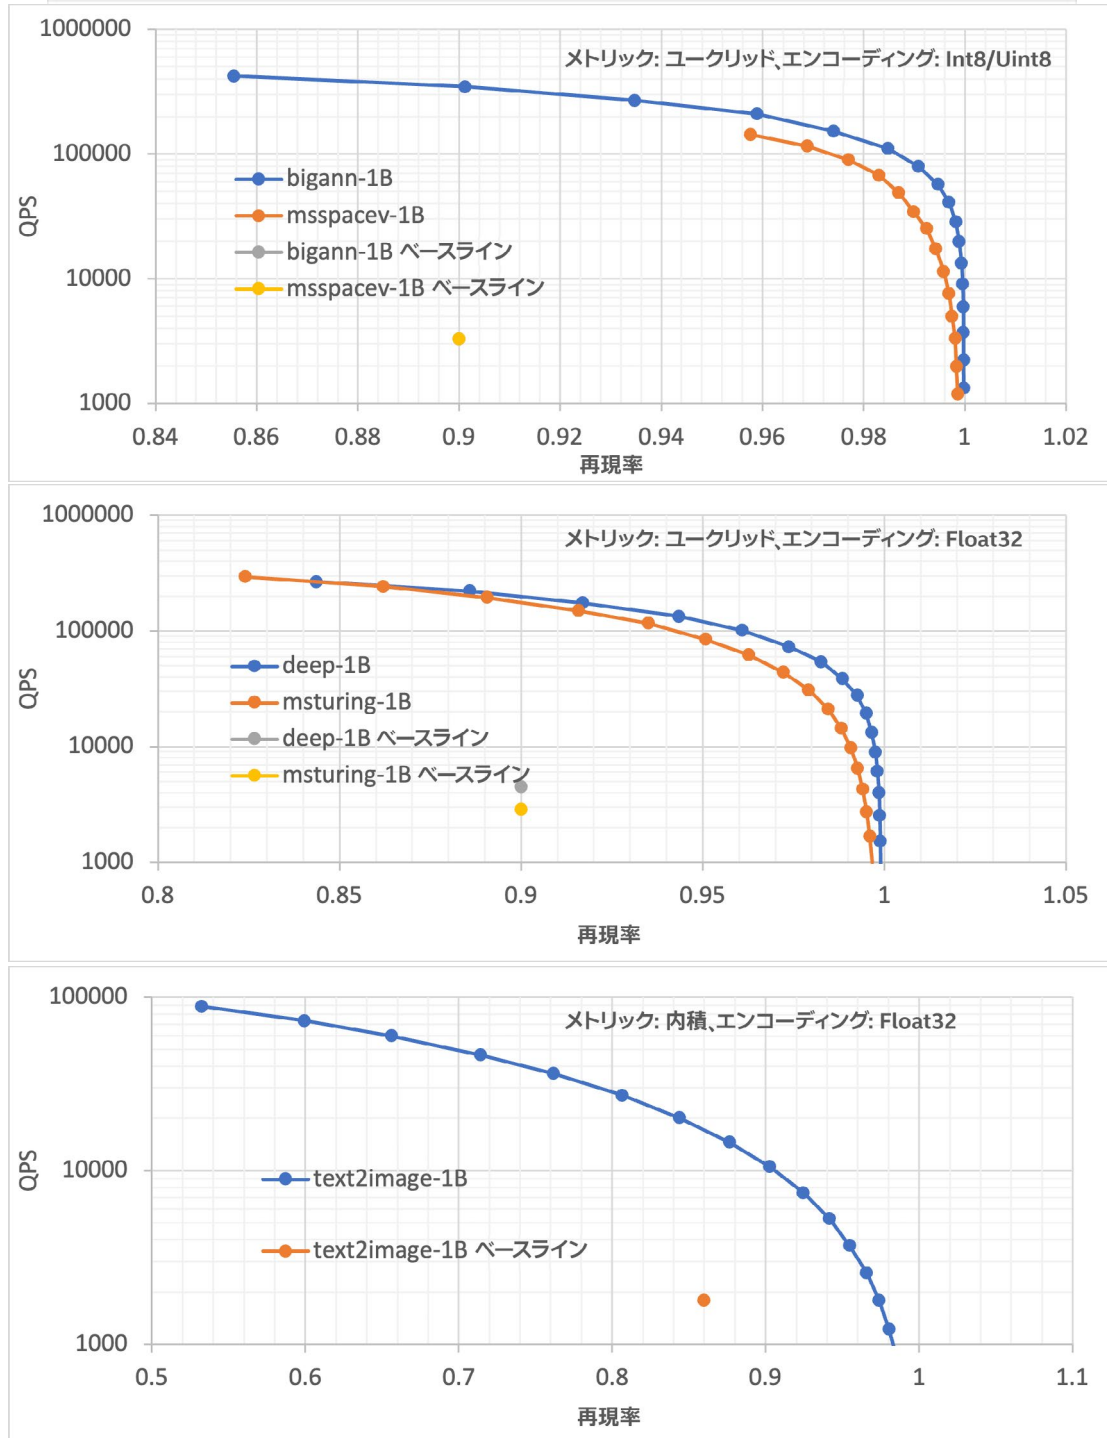 1000000
メトリック: ユークリッド、エンコーディング: Int8/Uint8
100000
bigann-1B
msspacev-1B
QPS
bigann-1B ベースライン
10000
msspacev-1B ベースライン
1000
0.84 0.86 0.88 0.9 0.92 0.94 0.96 0.98 1 1.02
再現率
1000000
メトリック: ユークリッド、エンコーディング: Float32
100000
deep-1B
QPS
msturing-1B
deep-1B ベースライン
10000
msturing-1B ベースライン
1000
0.8 0.85 0.9 0.95 1 1.05
再現率
100000
メトリック: 内積、エンコーディング: Float32
10000
QPS
text2image-1B
text2image-1B ベースライン
1000
0.5 0.6 0.7 0.8 0.9 1 1.1
再現率